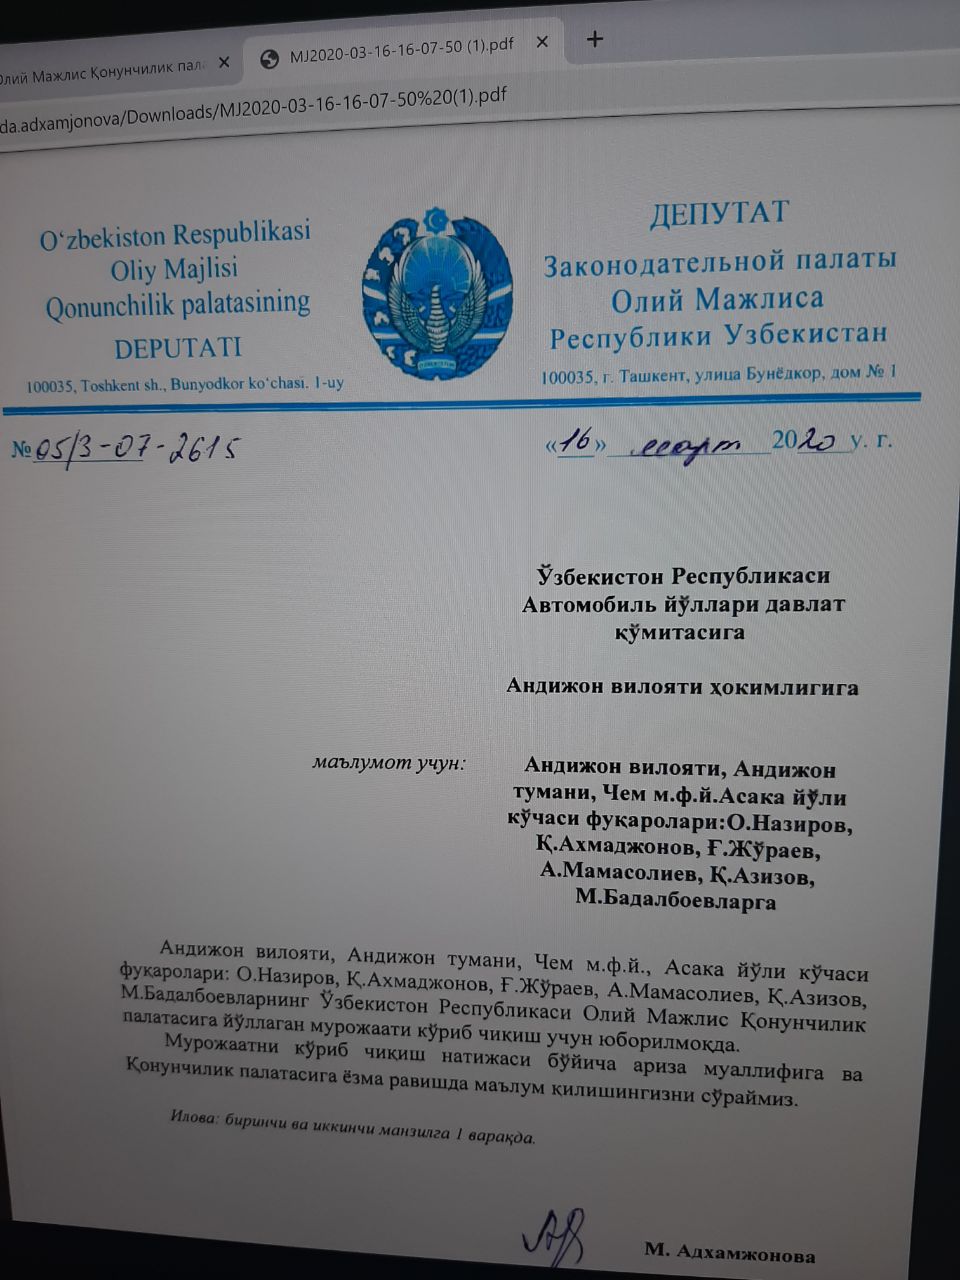 Олий Мажлис Қонунчилик пал
MJ2020-03-16-16-07-50 (1).pdf
da.adxamjonova/Downloads/MJ2020-03-16-16-07-50%20(1).pdf
O‘zbekiston Respublikasi
Oliy Majlisi
Qonunchilik palatasining
DEPUTATI
100035, Toshkent sh., Bunyodkor ko‘chasi. 1-uy
ДЕПУТАТ
Законодательной палаты
Олий Мажлиса
Республики Узбекистан
100035, г. Ташкент, улица Бунёдкор, дом № 1
№ 05/3-07-2615
«16» март 2020 y. г.
Ўзбекистон Республикаси
Автомобиль йўллари давлат
қўмитасига
Андижон вилояти ҳокимлигига
маълумот учун:
Андижон вилояти, Андижон
тумани, Чем м.ф.й.Асака йўли
кўчаси фуқаролари:О.Назиров,
Қ.Ахмаджонов, Ғ.Жўраев,
А.Мамасолиев, Қ.Азизов,
М.Бадалбоевларга
Андижон вилояти, Андижон тумани, Чем м.ф.й., Асака йўли кўчаси
фуқаролари: О.Назиров, Қ.Ахмаджонов, Ғ.Жўраев, А.Мамасолиев, Қ.Азизов,
М.Бадалбоевларнинг Ўзбекистон Республикаси Олий Мажлис Қонунчилик
палатасига йўллаган мурожаати кўриб чиқиш учун юборилмоқда.
Мурожаатни кўриб чиқиш натижаси бўйича ариза муаллифига ва
Қонунчилик палатасига ёзма равишда маълум қилишингизни сўраймиз.
Илова: биринчи ва иккинчи манзилга 1 варақда.
М. Адхамжонова